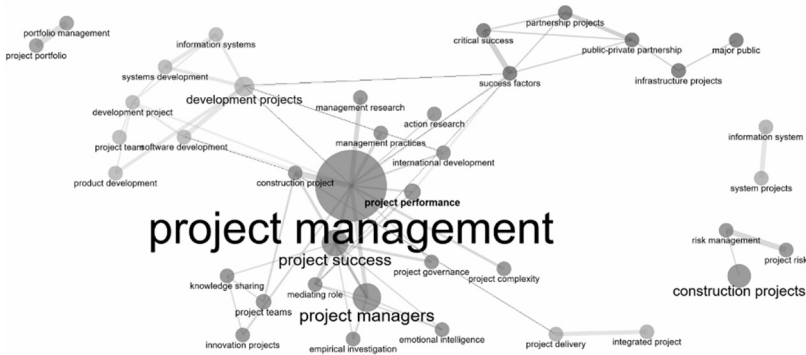 partnership projects
portfolio management
information systems
critical success
public-private partnership
major public
project portfolio
systems development
success factors
infrastructure projects
development projects
management research
development project
action research
information system
project team
software development
management practices
international development
product development
construction project
system projects
project performance
project management
risk management
project success
project governance
project complexity
project risk
knowledge sharing
mediating role
construction projects
project teams
project managers
innovation projects
empirical investigation
emotional intelligence
project delivery
integrated project